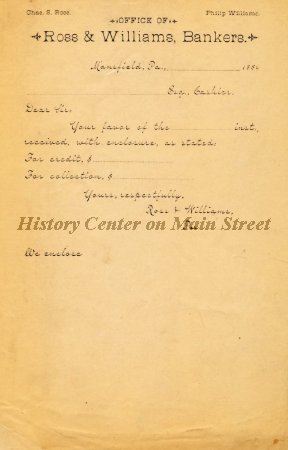 Chas. S. Ross. Philip Williams.
OFFICE OF
Ross & Williams, Bankers.
Mansfield, Pa., 188
Esq., Cashier.
Dear Sir,
Your favor of the inst,
received, with enclosure, as stated:
For credit, $
For collection, $
Yours, respectfully,
Ross & Williams,
History Center on Main Street
We enclose